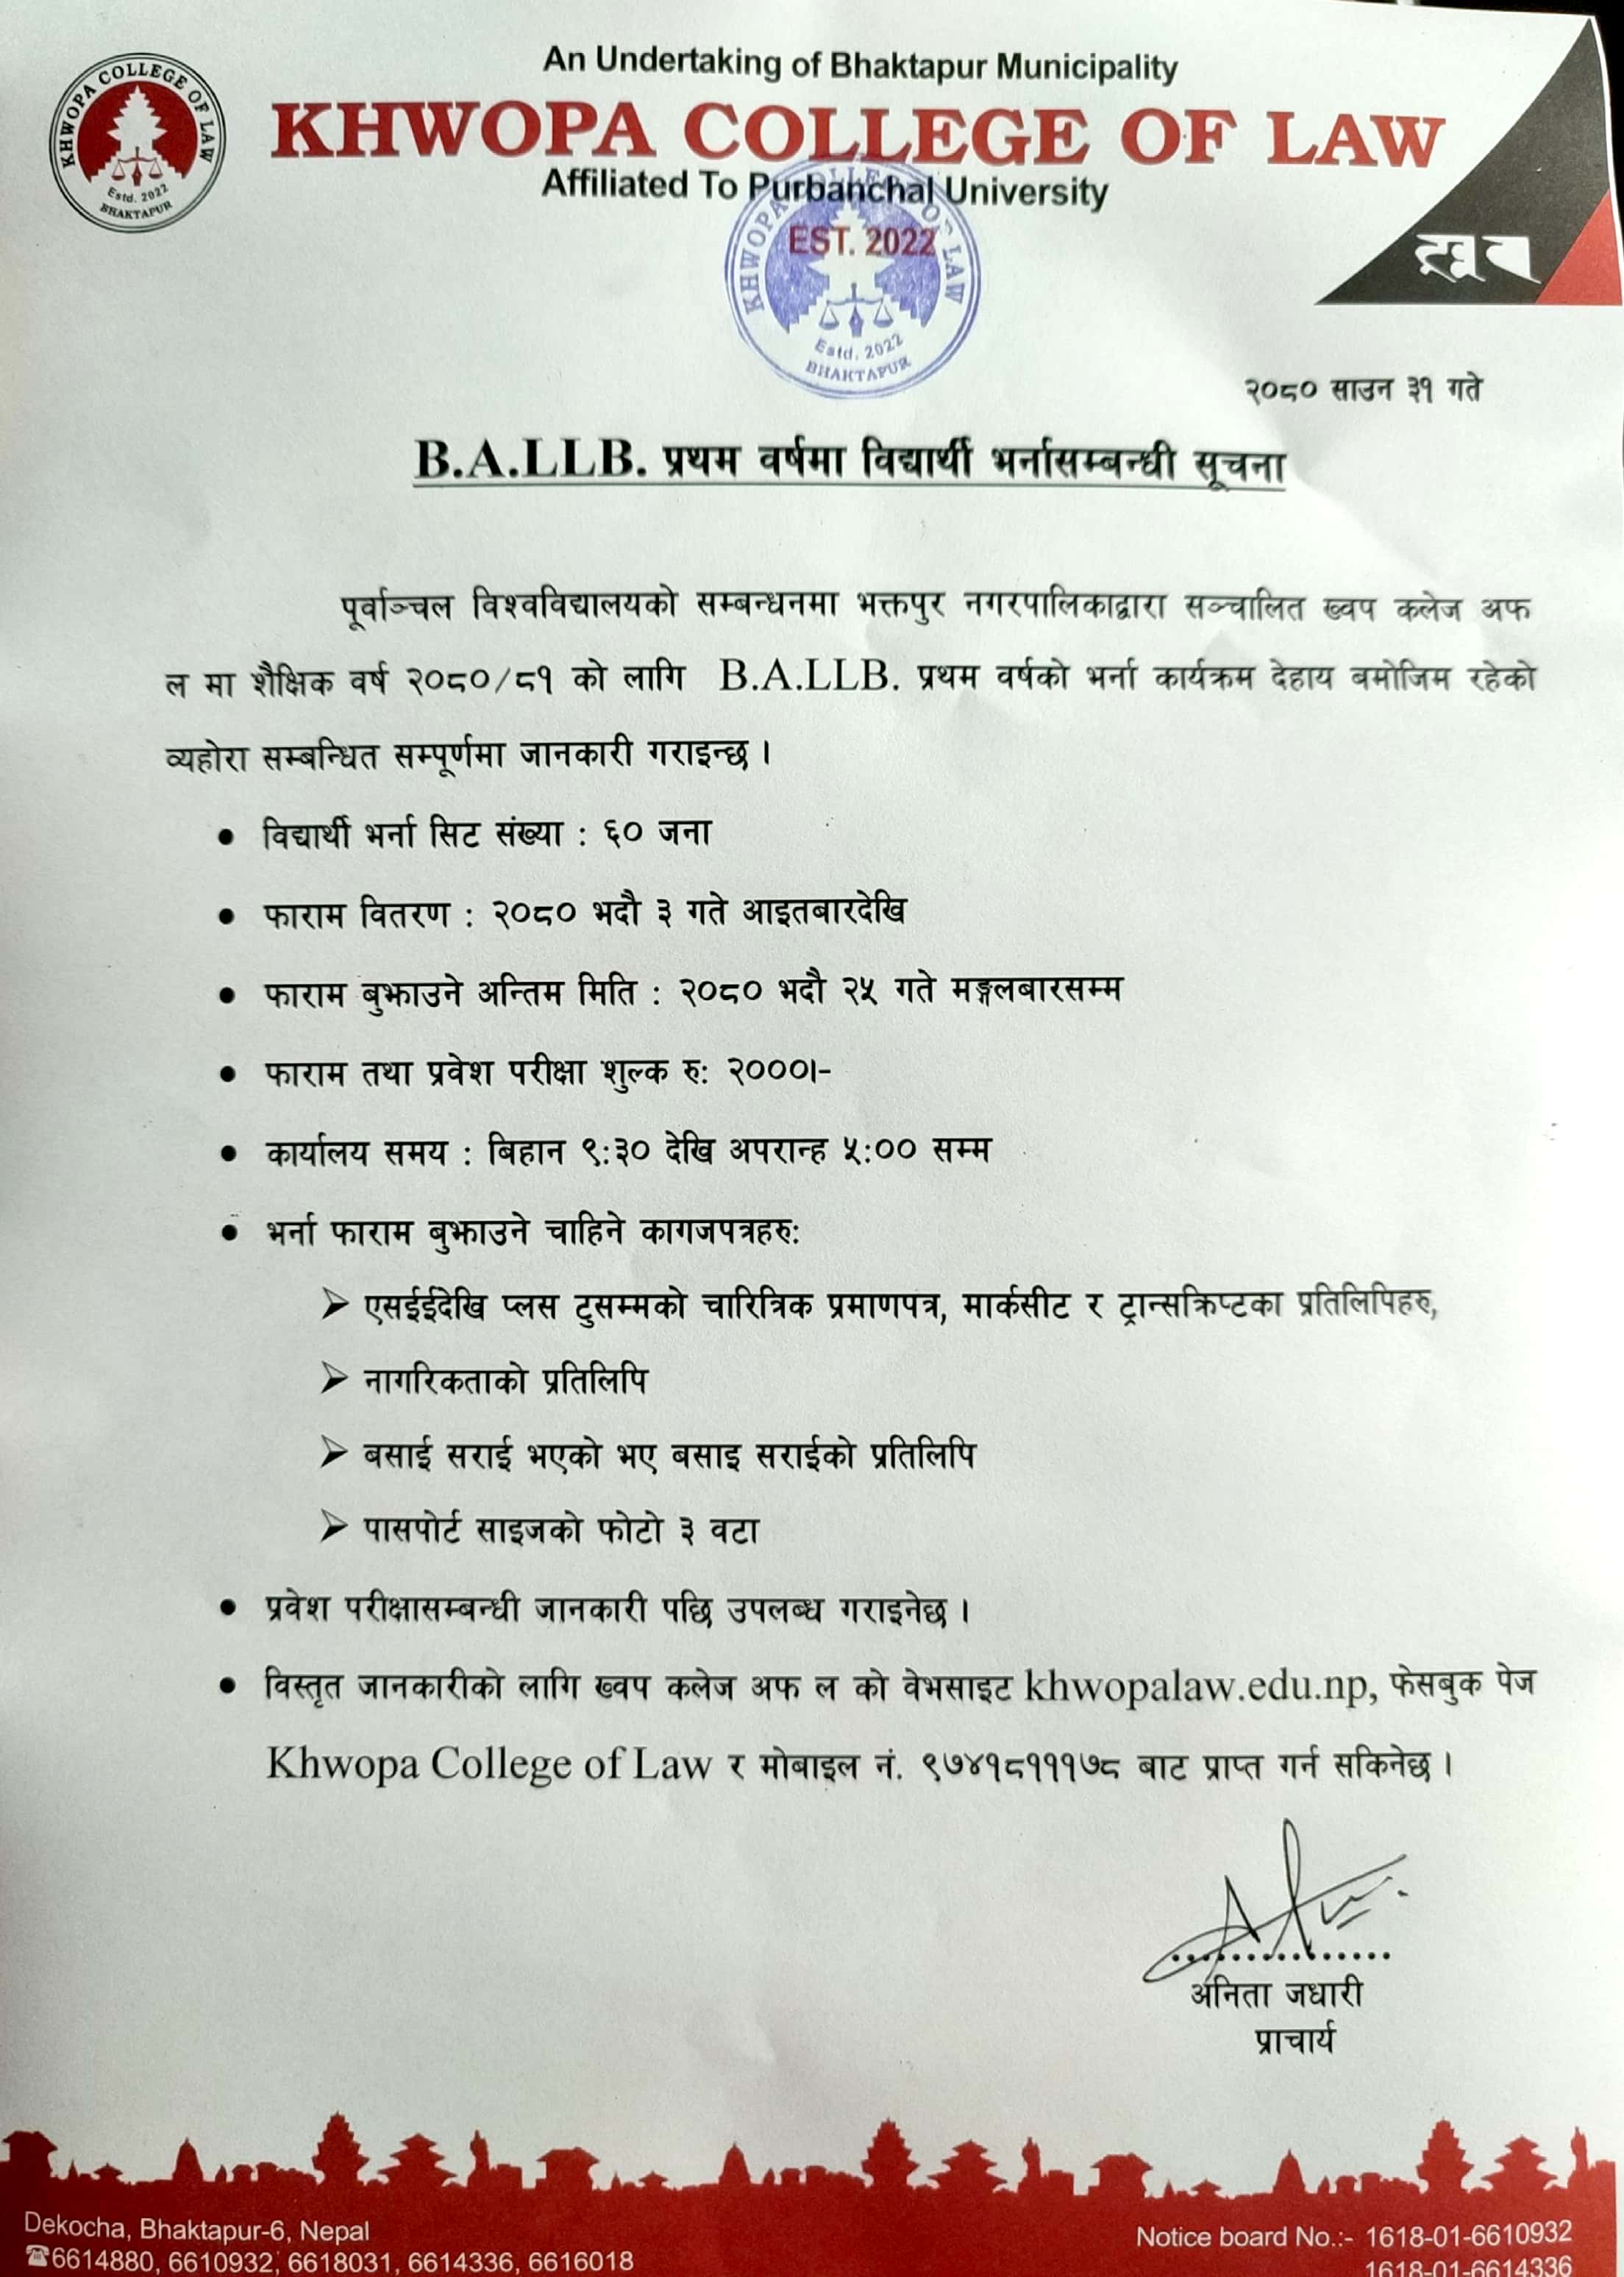 An Undertaking of Bhaktapur Municipality
KHWOPA COLLEGE OF LAW
Affiliated To Purbanchal University
EST. 2022
KHWOPA COLLEGE OF LAW
Estd. 2022
BHAKTAPUR
KHWOPA COLLEGE OF LAW
Estd. 2022
BHAKTAPUR
२०८० साउन ३१ गते
B.A.LLB. प्रथम वर्षमा विद्यार्थी भर्नासम्बन्धी सूचना
पूर्वाञ्चल विश्वविद्यालयको सम्बन्धनमा भक्तपुर नगरपालिकाद्वारा सञ्चालित ख्वप कलेज अफ
ल मा शैक्षिक वर्ष २०८०/८१ को लागि B.A.LLB. प्रथम वर्षको भर्ना कार्यक्रम देहाय बमोजिम रहेको
व्यहोरा सम्बन्धित सम्पूर्णमा जानकारी गराइन्छ ।
• विद्यार्थी भर्ना सिट संख्या : ६० जना
• फाराम वितरण : २०८० भदौ ३ गते आइतबारदेखि
• फाराम बुझाउने अन्तिम मिति : २०८० भदौ २५ गते मङ्गलबारसम्म
• फाराम तथा प्रवेश परीक्षा शुल्क रु: २०००।-
• कार्यालय समय : बिहान ९:३० देखि अपरान्ह ५:०० सम्म
• भर्ना फाराम बुझाउने चाहिने कागजपत्रहरु:
➢ एसईईदेखि प्लस टुसम्मको चारित्रिक प्रमाणपत्र, मार्कसीट र ट्रान्सक्रिप्टका प्रतिलिपिहरु,
➢ नागरिकताको प्रतिलिपि
➢ बसाई सराई भएको भए बसाइ सराईको प्रतिलिपि
➢ पासपोर्ट साइजको फोटो ३ वटा
• प्रवेश परीक्षासम्बन्धी जानकारी पछि उपलब्ध गराइनेछ ।
• विस्तृत जानकारीको लागि ख्वप कलेज अफ ल को वेभसाइट khwopalaw.edu.np, फेसबुक पेज
Khwopa College of Law र मोबाइल नं. ९७४१८१११७८ बाट प्राप्त गर्न सकिनेछ ।
...............
अनिता जधारी
प्राचार्य
Dekocha, Bhaktapur-6, Nepal
☎6614880, 6610932, 6618031, 6614336, 6616018
Notice board No.:- 1618-01-6610932
1618-01-6614336